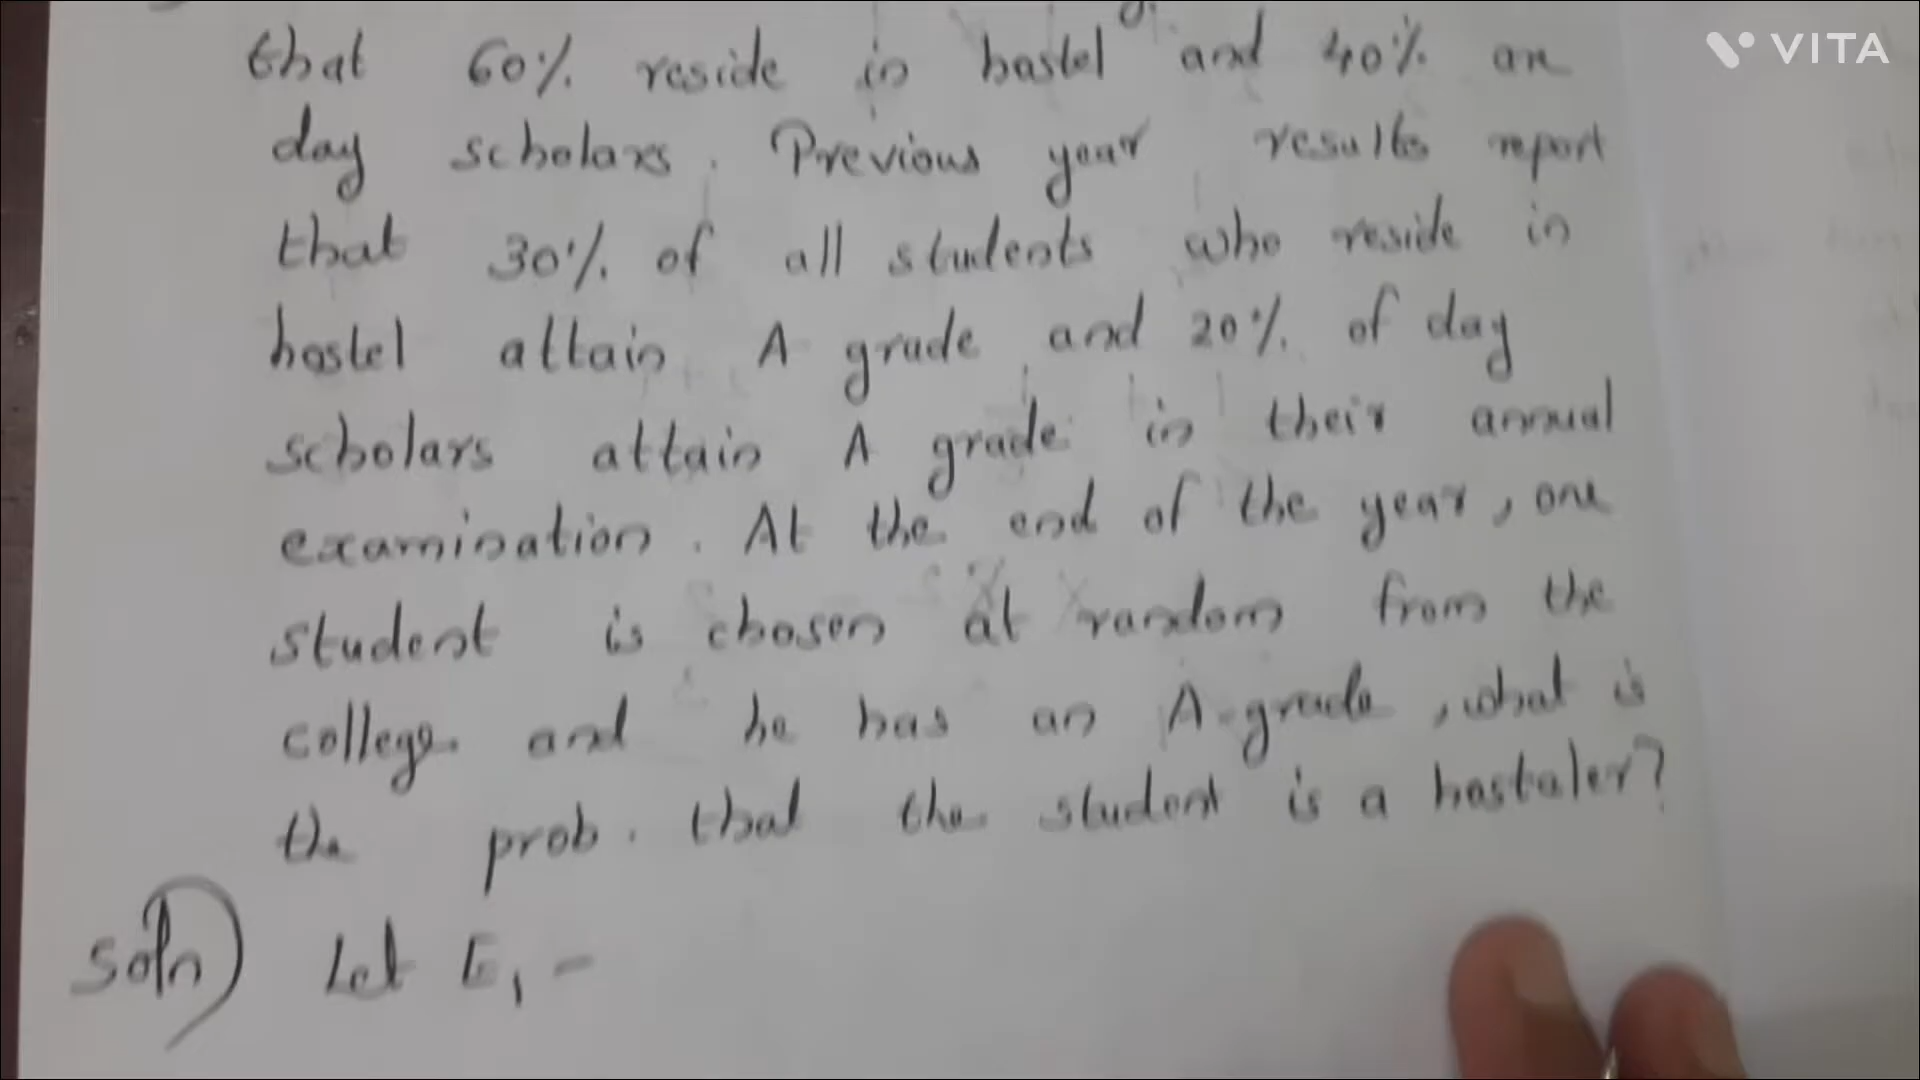 that 60% reside in hostel and 40% are
day scholars. Previous year results report
that 30% of all students who reside in
hostel attain A grade and 20% of day
scholars attain A grade in their annual
examination. At the end of the year, one
student is chosen at random from the
college and he has an A-grade, what is
the prob. that the student is a hostaler?
Soln) Let E₁ -
VITA